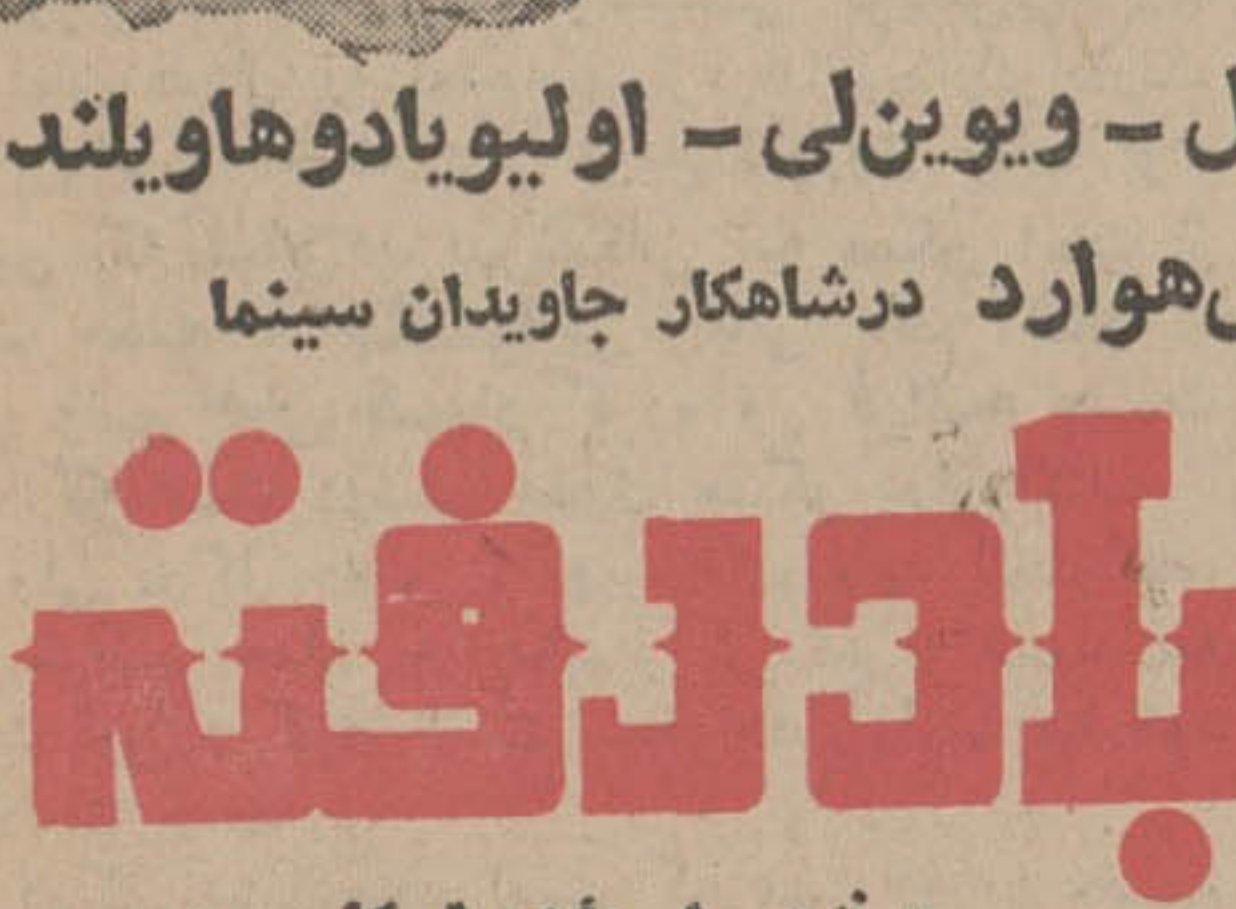 ل - ویوین‌لی - اولیویادوهاویلند
هوارد درشاهکار جاویدان سینما
بادرفته